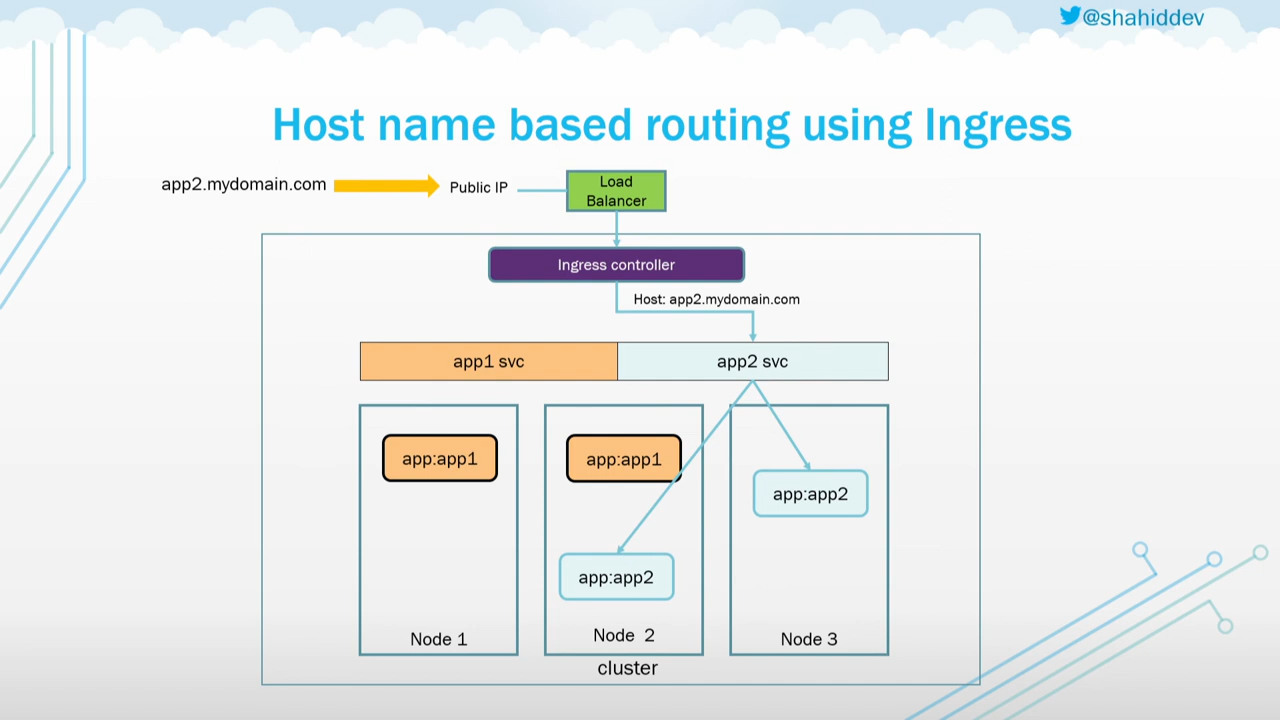 @shahiddev
Host name based routing using Ingress
app2.mydomain.com
Public IP
Load
Balancer
Ingress controller
Host: app2.mydomain.com
app1 svc
app2 svc
app:app1
app:app1
app:app2
app:app2
Node 1
Node 2
Node 3
cluster